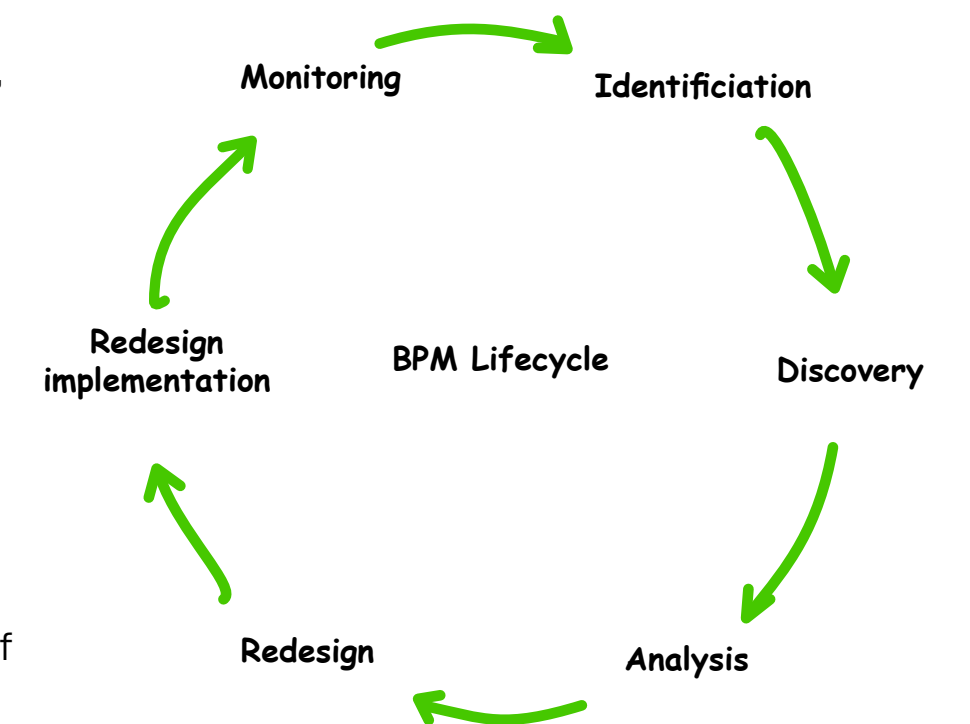 Monitoring
Identificiation
Redesign
implementation
BPM Lifecycle
Discovery
f
Redesign
Analysis